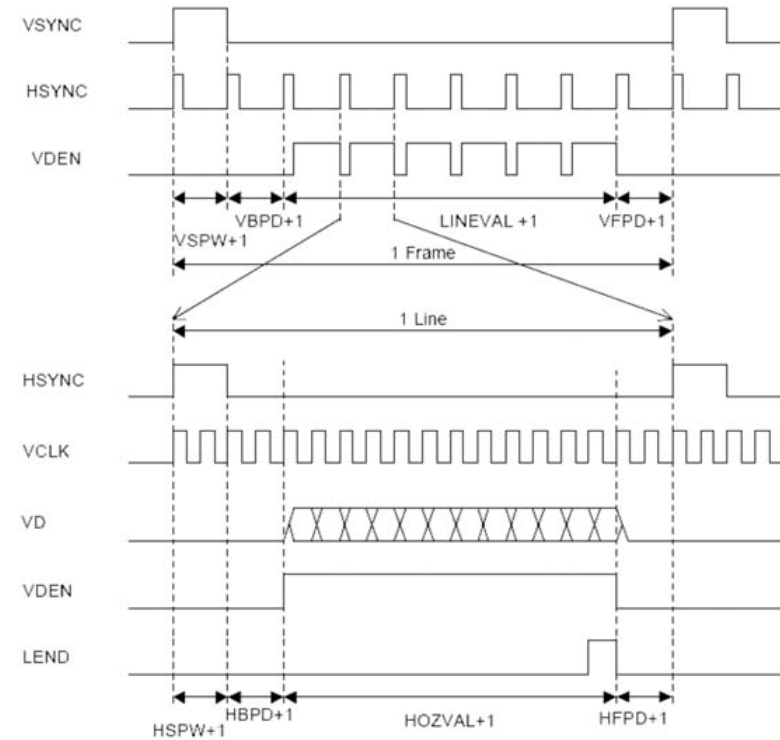 VSYNC
HSYNC
VDEN
VSPW+1
VBPD+1
LINEVAL +1
VFPD+1
1 Frame
1 Line
HSYNC
VCLK
VD
VDEN
LEND
HSPW+1
HBPD+1
HOZVAL+1
HFPD+1